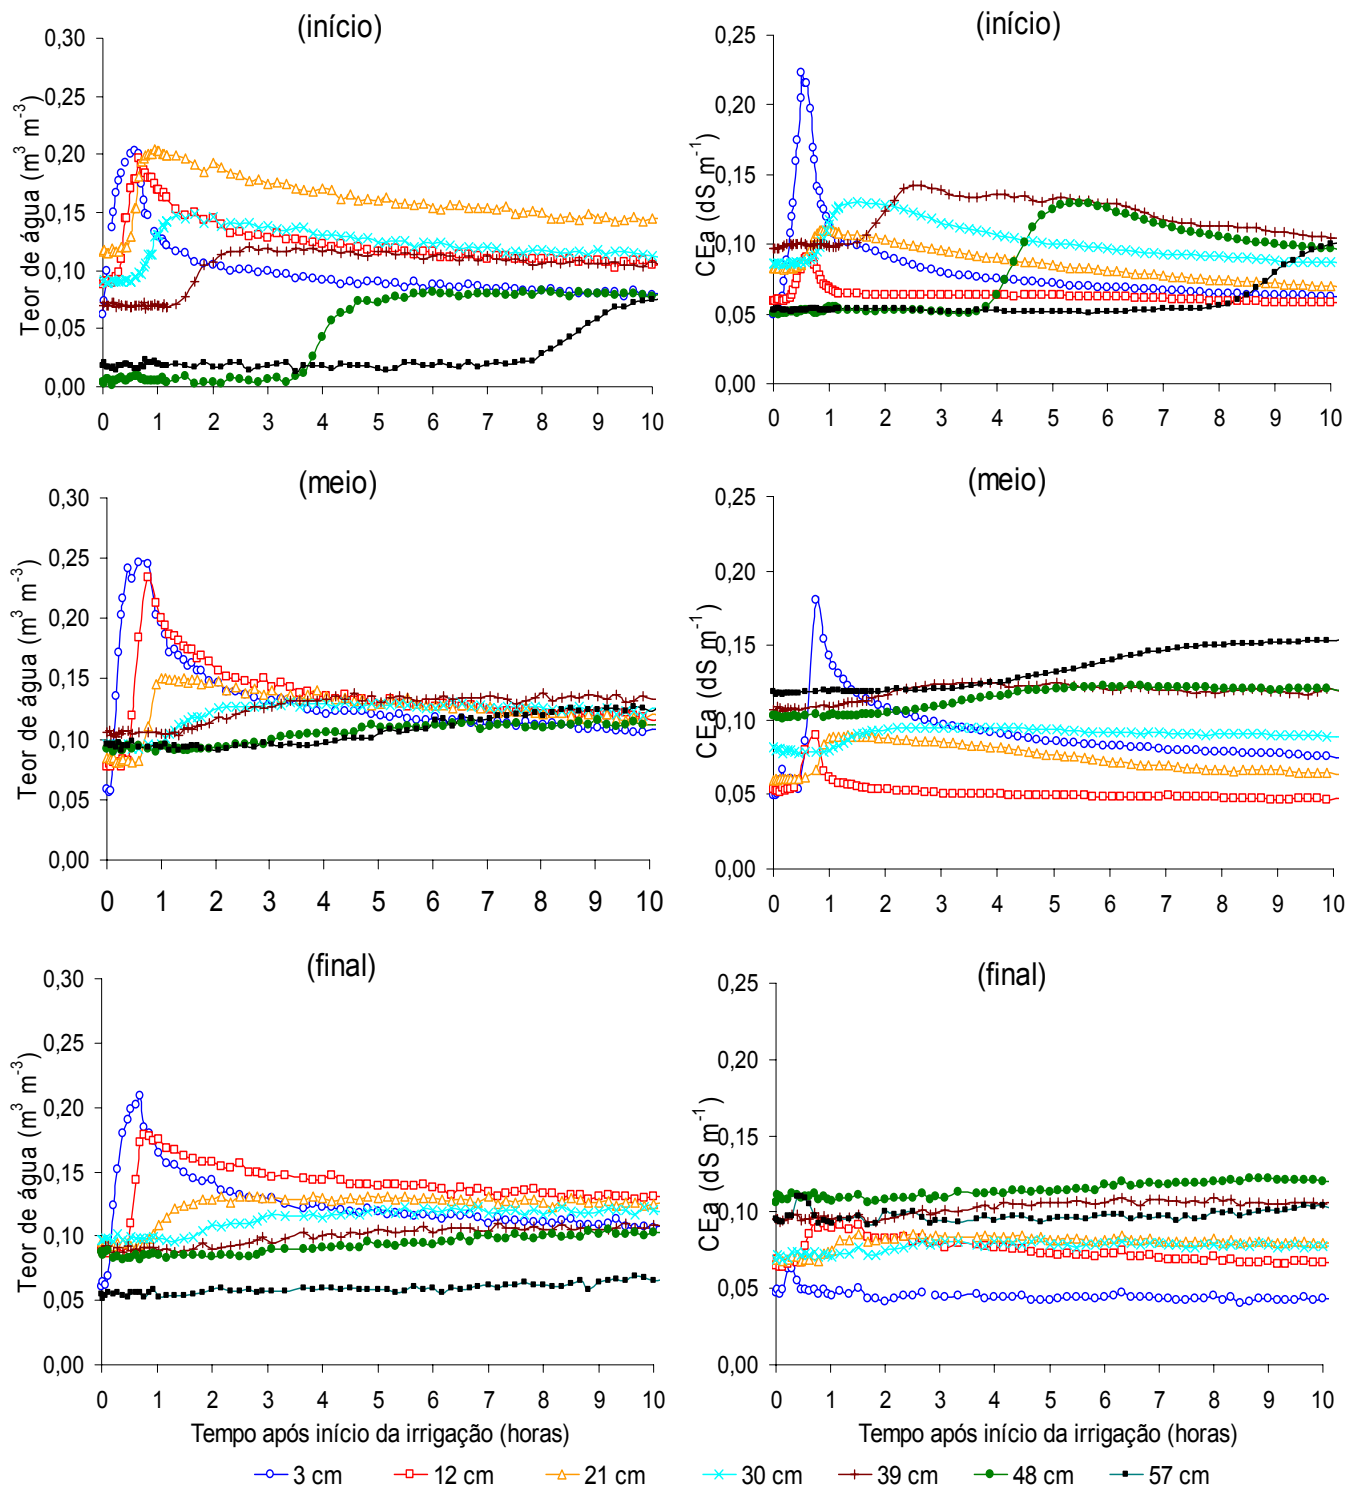 (início)
0,30
0,25
0,20
0,15
0,10
0,05
0,00
Teor de água (m³ m⁻³)
0 1 2 3 4 5 6 7 8 9 10
(início)
0,25
0,20
0,15
0,10
0,05
0,00
CEa (dS m⁻¹)
0 1 2 3 4 5 6 7 8 9 10
(meio)
0,30
0,25
0,20
0,15
0,10
0,05
0,00
Teor de água (m³ m⁻³)
0 1 2 3 4 5 6 7 8 9 10
(meio)
0,25
0,20
0,15
0,10
0,05
0,00
CEa (dS m⁻¹)
0 1 2 3 4 5 6 7 8 9 10
(final)
0,30
0,25
0,20
0,15
0,10
0,05
0,00
Teor de água (m³ m⁻³)
0 1 2 3 4 5 6 7 8 9 10
Tempo após início da irrigação (horas)
(final)
0,25
0,20
0,15
0,10
0,05
0,00
CEa (dS m⁻¹)
0 1 2 3 4 5 6 7 8 9 10
Tempo após início da irrigação (horas)
3 cm 12 cm 21 cm 30 cm 39 cm 48 cm 57 cm